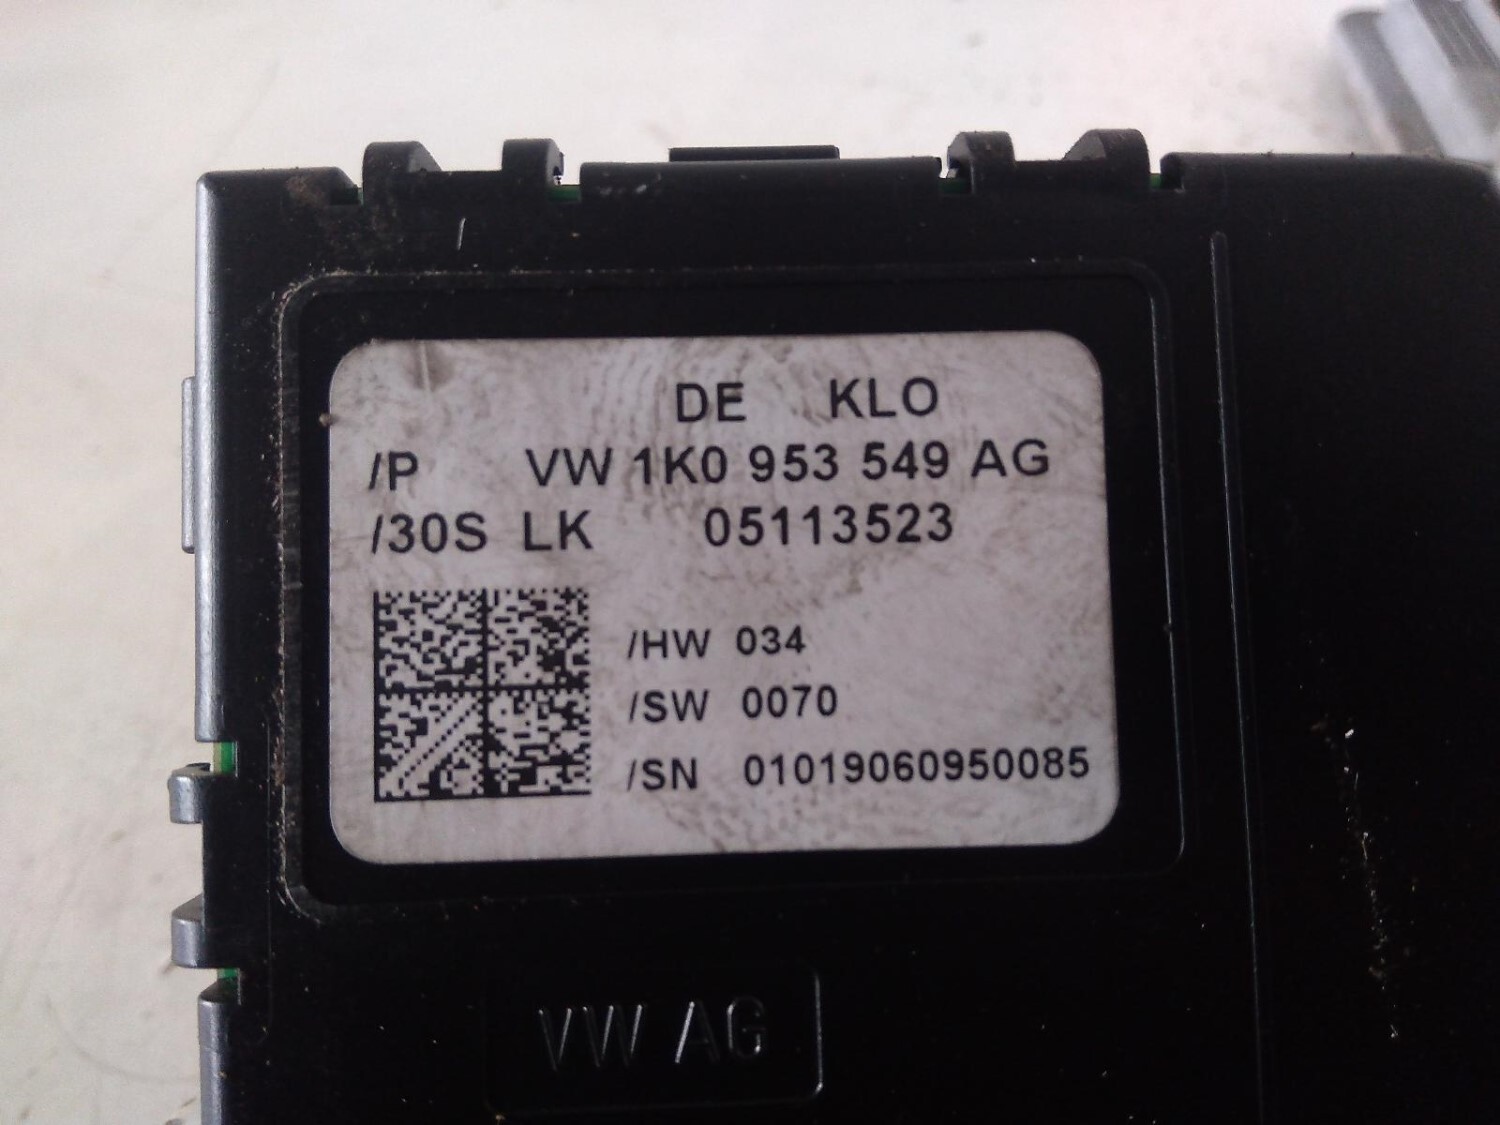 DE KLO
/P VW 1K0 953 549 AG
/30S LK 05113523
/HW 034
/SW 0070
/SN 01019060950085
VW AG